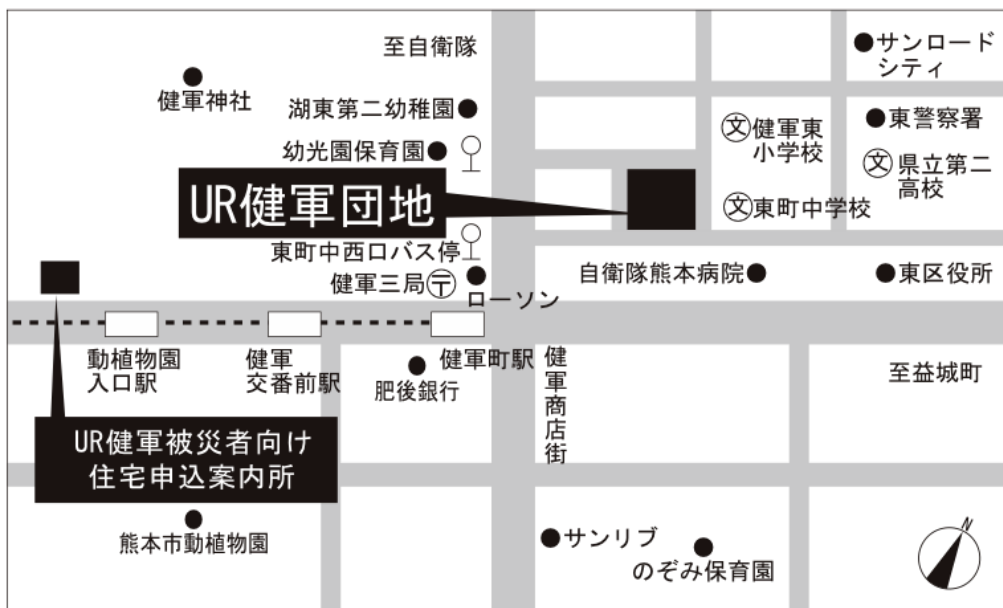 至自衛隊
サンロード
シティ
健軍神社
湖東第二幼稚園
東警察署
文健軍東
小学校
幼光園保育園
文県立第二
高校
UR健軍団地
文東町中学校
東町中西口バス停
健軍三局〒
自衛隊熊本病院
東区役所
ローソン
動植物園
入口駅
健軍
交番前駅
健軍町駅
肥後銀行
健軍商店街
至益城町
UR健軍被災者向け
住宅申込案内所
熊本市動植物園
サンリブ
のぞみ保育園
N